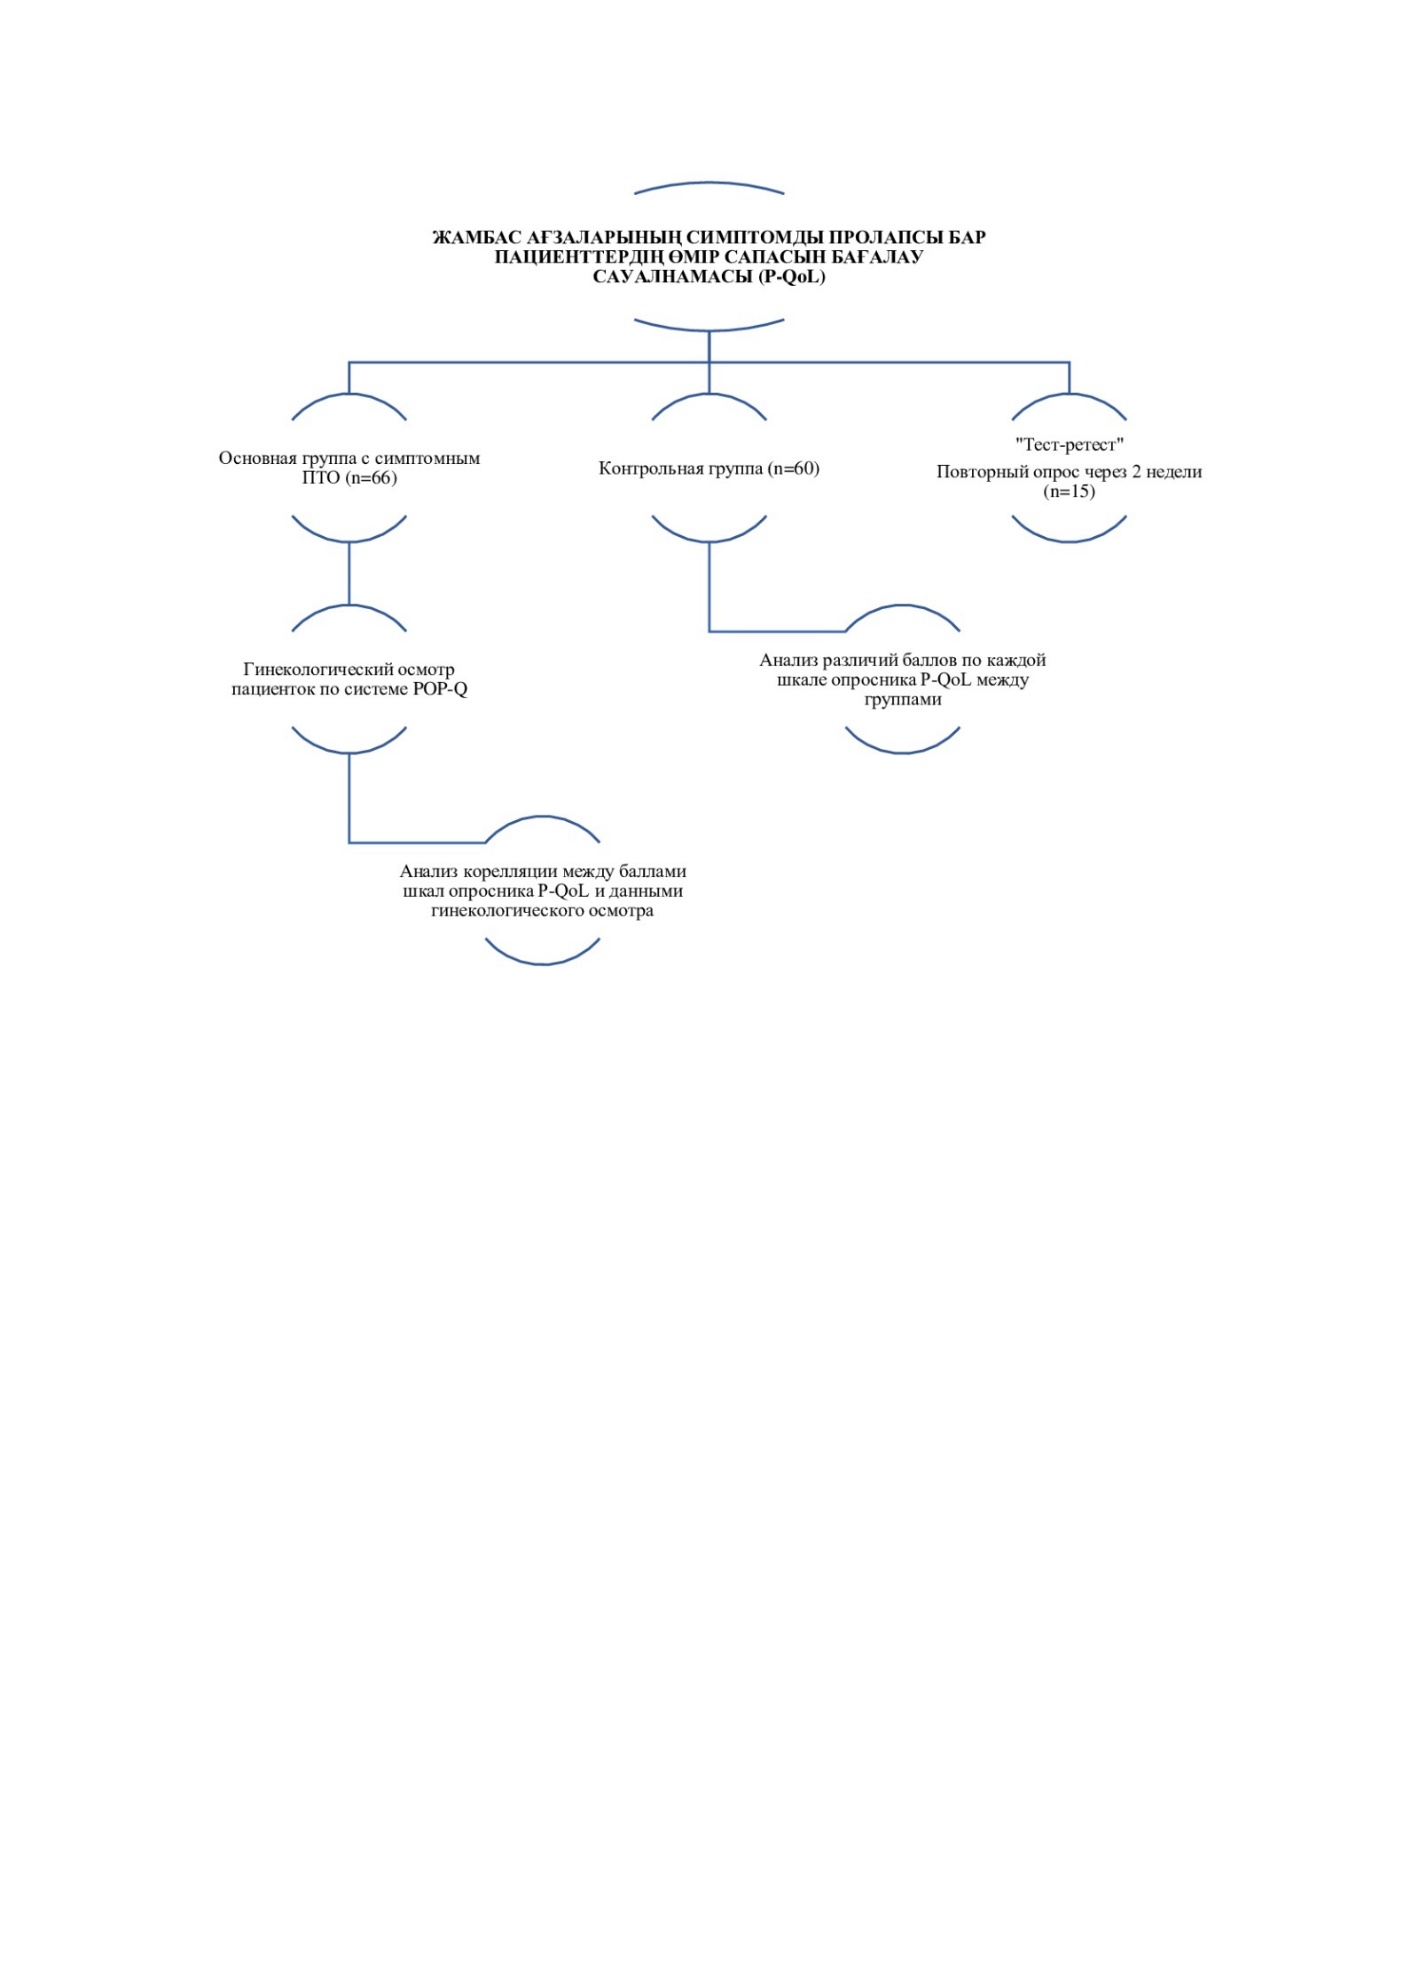 ЖАМБАС АҒЗАЛАРЫНЫҢ СИМПТОМДЫ ПРОЛАПСЫ БАР
ПАЦИЕНТТЕРДІҢ ӨМІР САПАСЫН БАҒАЛАУ
САУАЛНАМАСЫ (P-QoL)
Основная группа с симптомным
ПТО (n=66)
Контрольная группа (n=60)
"Тест-ретест"
Повторный опрос через 2 недели
(n=15)
Гинекологический осмотр
пациенток по системе POP-Q
Анализ различий баллов по каждой
шкале опросника P-QoL между
группами
Анализ корелляции между баллами
шкал опросника P-QoL и данными
гинекологического осмотра